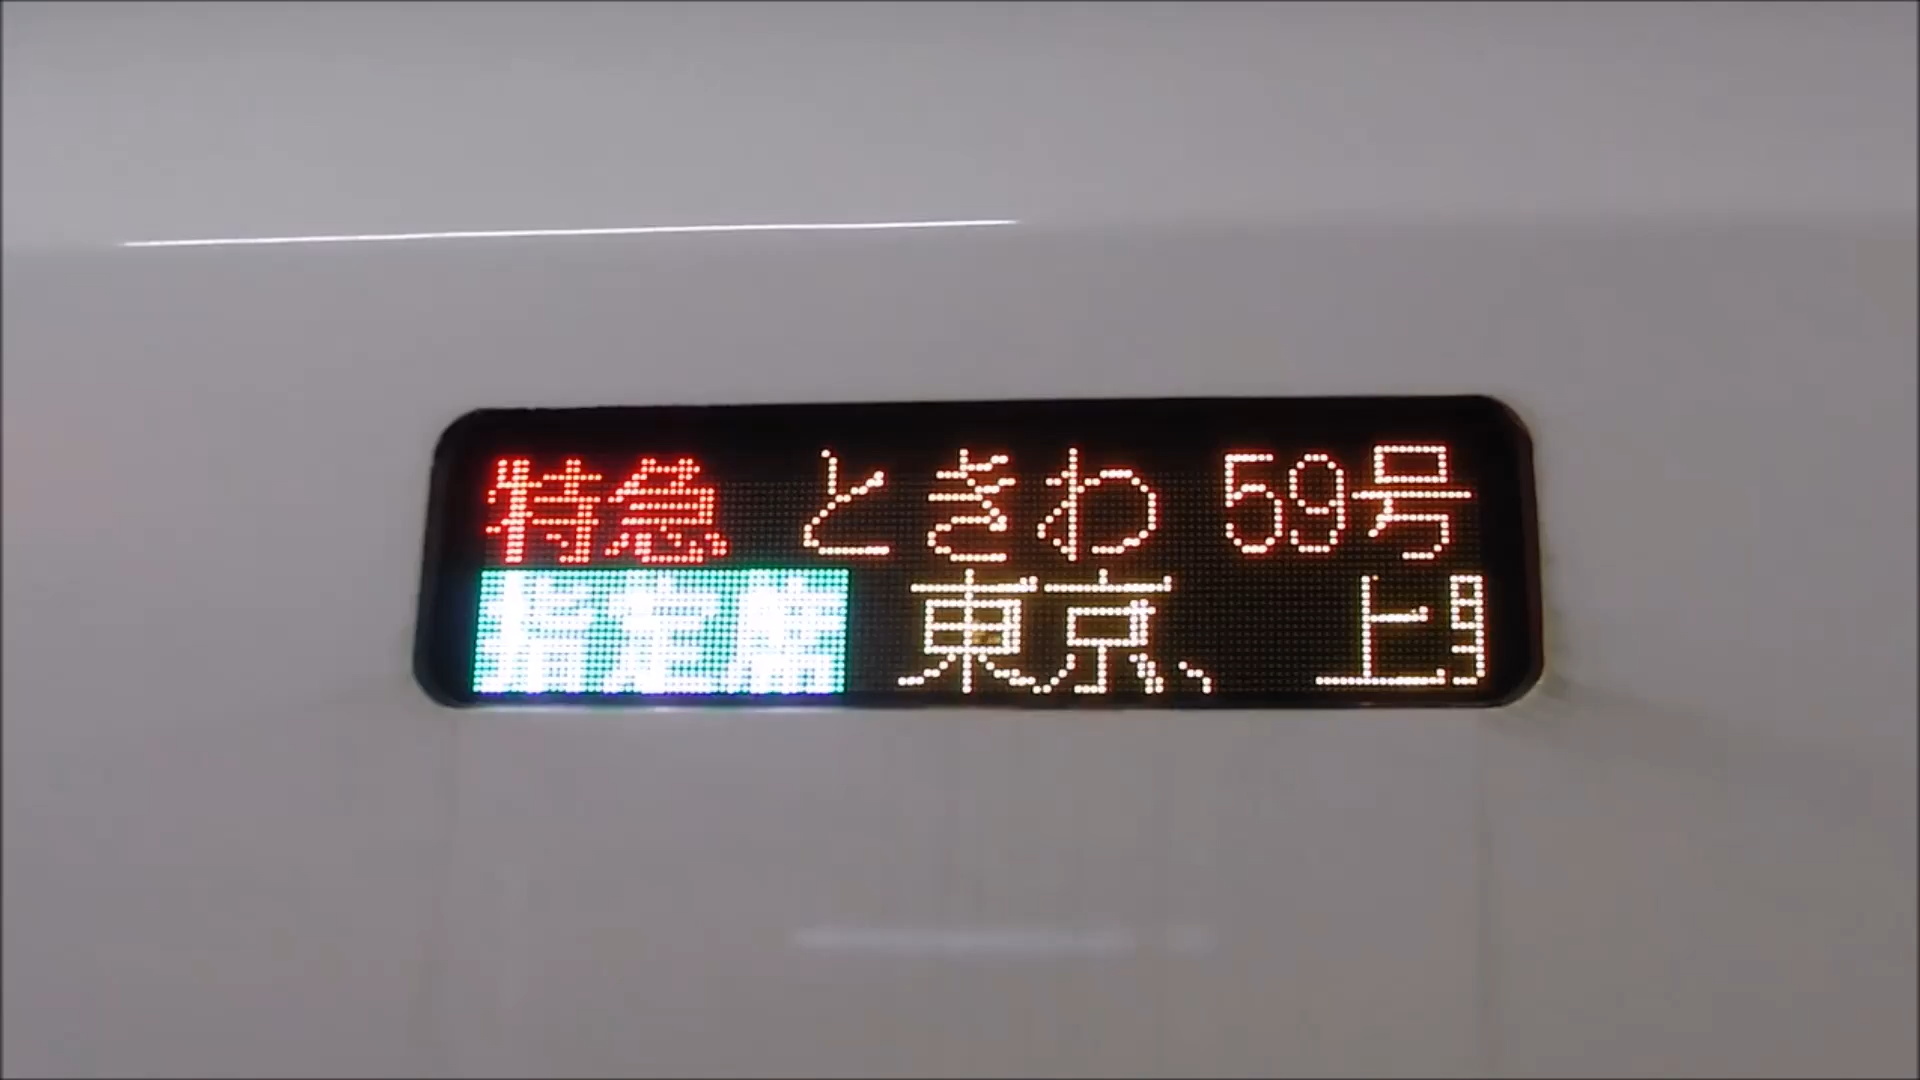 特急 ときわ 59号
指定席 東京、 上